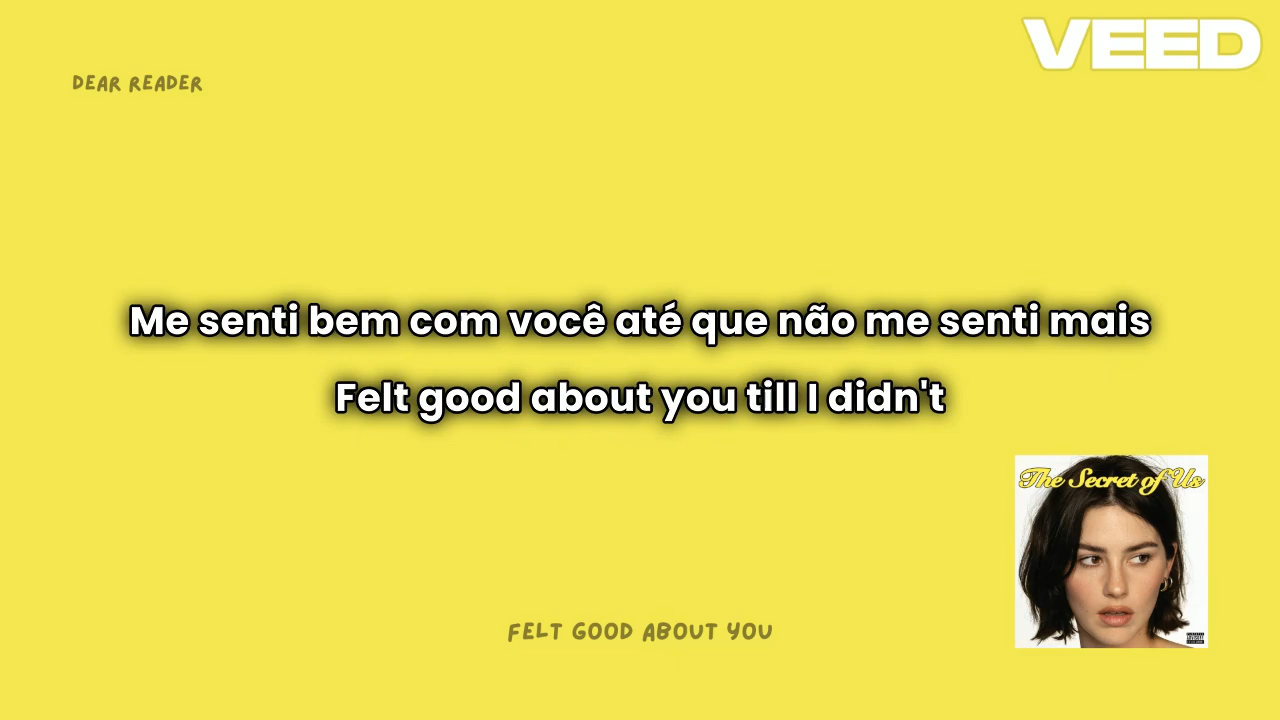 VEED
DEAR READER
Me senti bem com você até que não me senti mais
Felt good about you till I didn't
The Secret of Us
FELT GOOD ABOUT YOU